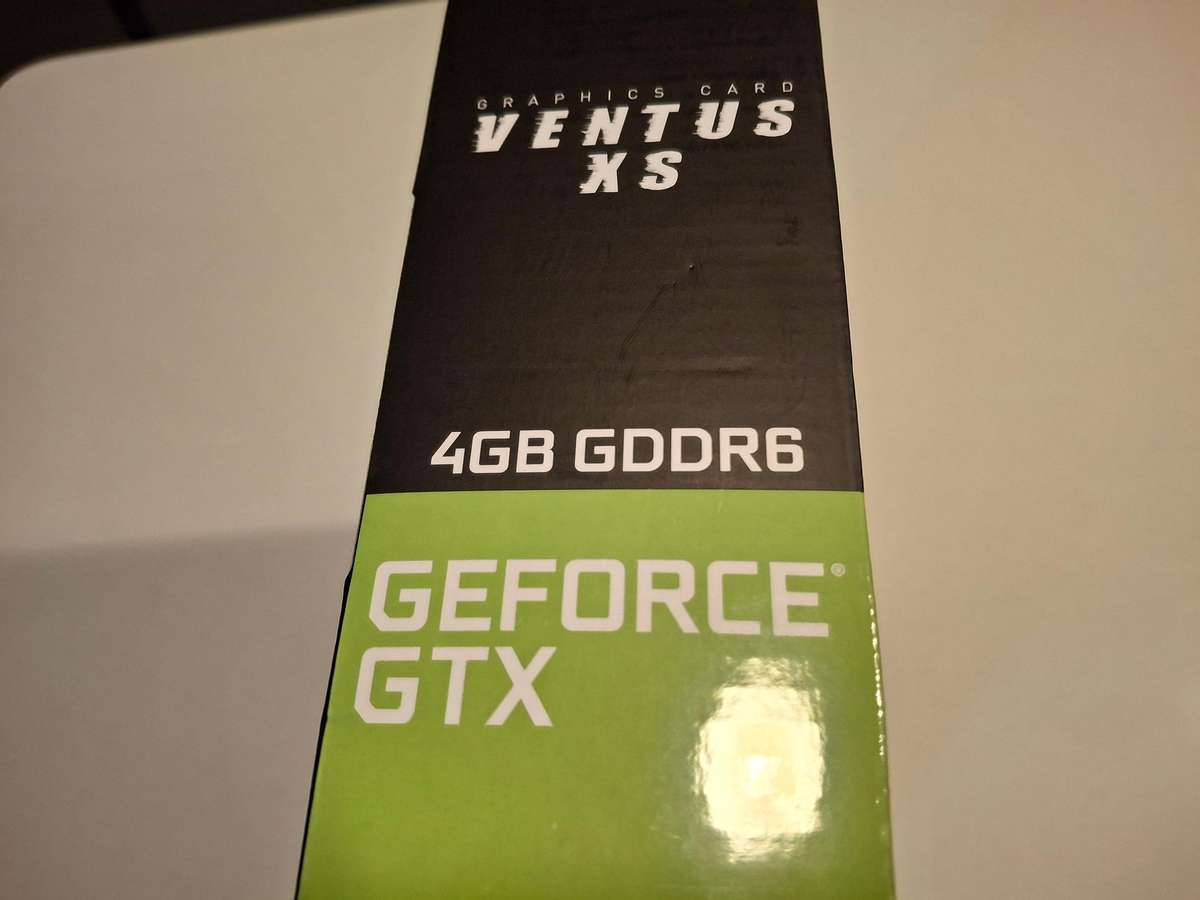 GRAPHICS CARD
VENTUS
XS
4GB GDDR6
GEFORCE®
GTX